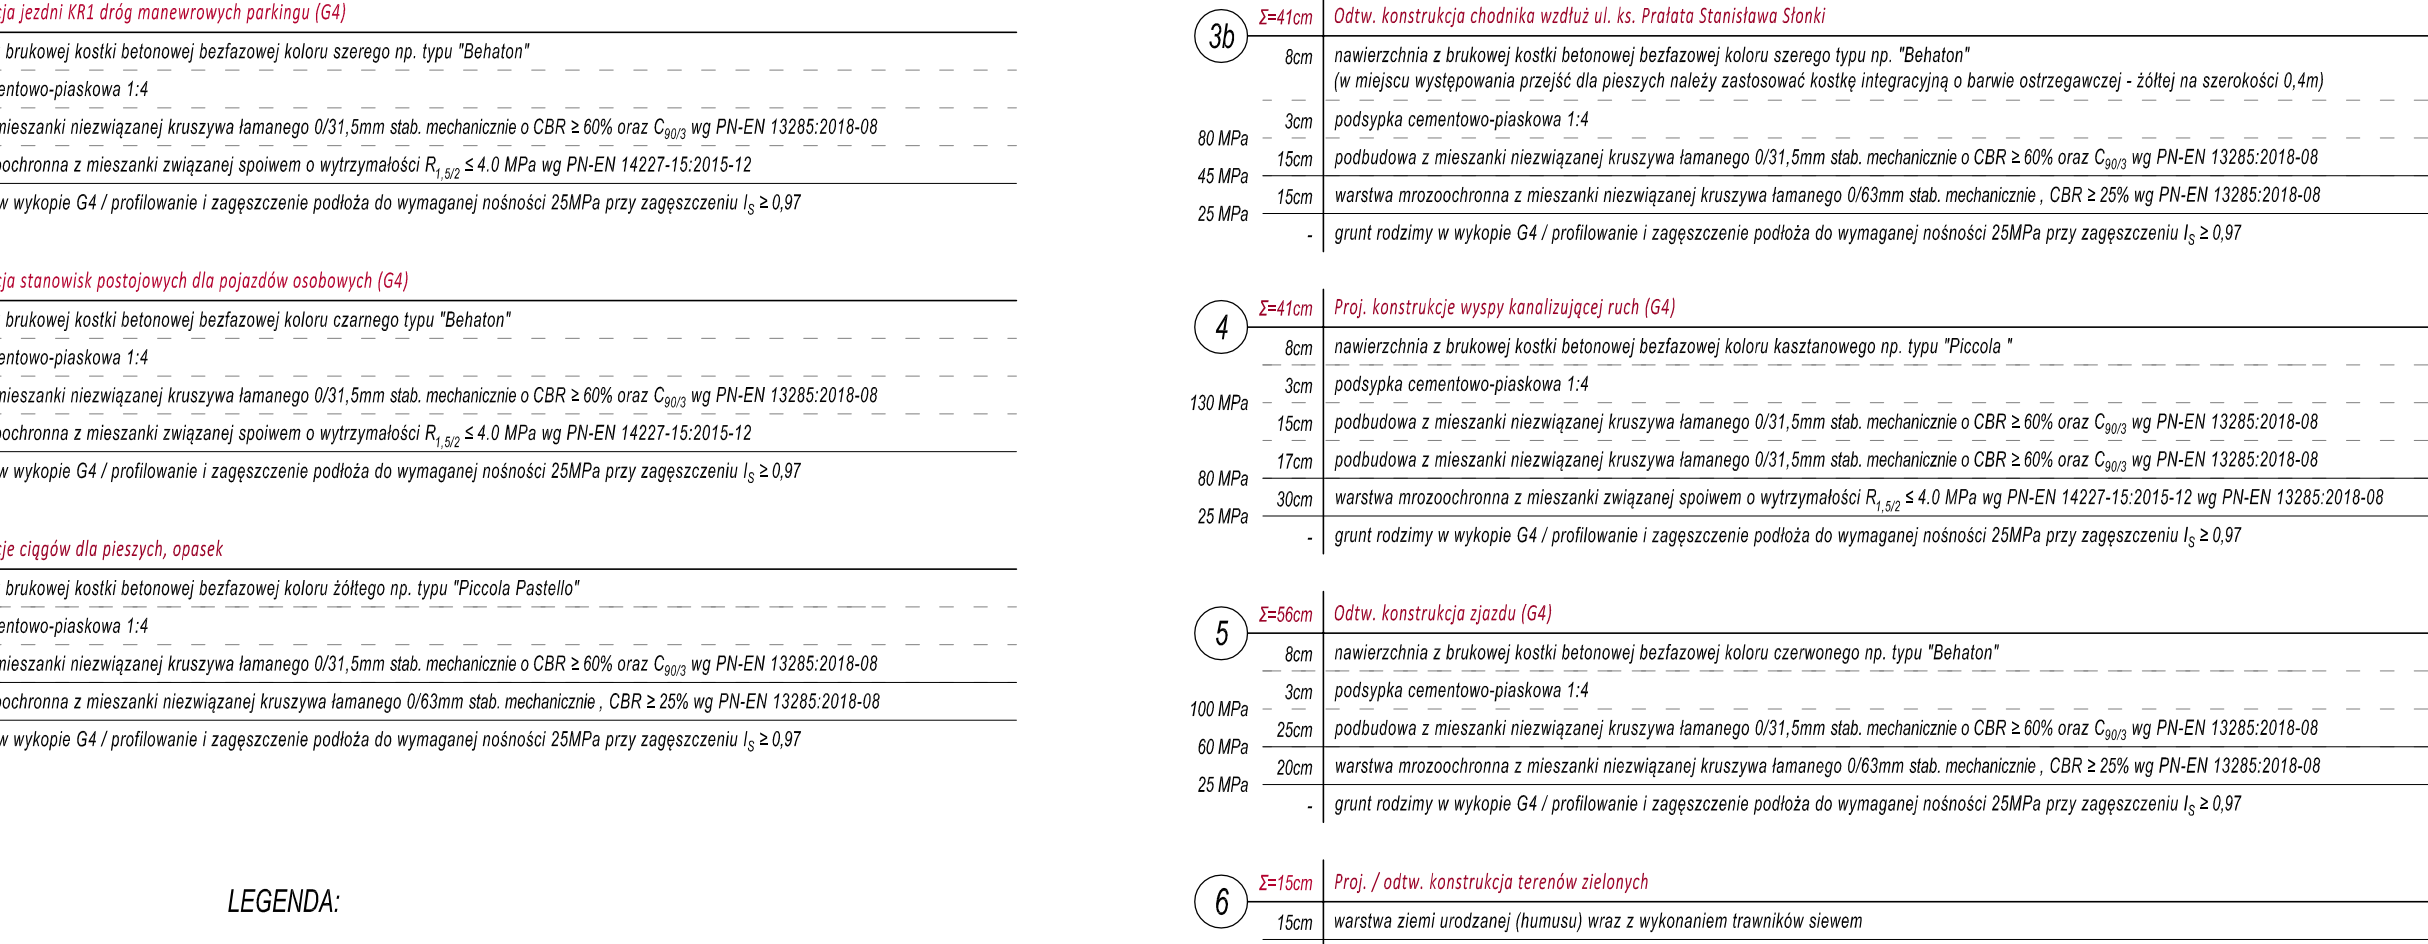 jezdni KR1 dróg manewrowych parkingu (G4)
brukowej kostki betonowej bezfazowej koloru szerego np. typu "Behaton"
1:4
niezwiązanej kruszywa łamanego 0/31,5mm stab. mechanicznie o CBR ≥ 60% oraz C90/3 wg PN-EN 13285:2018-08
z mieszanki związanej spoiwem o wytrzymałości R1,5/2 ≤ 4.0 MPa wg PN-EN 14227-15:2015-12
w wykopie G4 / profilowanie i zagęszczenie podłoża do wymaganej nośności 25MPa przy zagęszczeniu IS ≥ 0,97
stanowisk postojowych dla pojazdów osobowych (G4)
brukowej kostki betonowej bezfazowej koloru czarnego typu "Behaton"
1:4
niezwiązanej kruszywa łamanego 0/31,5mm stab. mechanicznie o CBR ≥ 60% oraz C90/3 wg PN-EN 13285:2018-08
z mieszanki związanej spoiwem o wytrzymałości R1,5/2 ≤ 4.0 MPa wg PN-EN 14227-15:2015-12
w wykopie G4 / profilowanie i zagęszczenie podłoża do wymaganej nośności 25MPa przy zagęszczeniu IS ≥ 0,97
ciągów dla pieszych, opasek
brukowej kostki betonowej bezfazowej koloru żółtego np. typu "Piccola Pastello"
1:4
niezwiązanej kruszywa łamanego 0/31,5mm stab. mechanicznie o CBR ≥ 60% oraz C90/3 wg PN-EN 13285:2018-08
z mieszanki niezwiązanej kruszywa łamanego 0/63mm stab. mechanicznie , CBR ≥ 25% wg PN-EN 13285:2018-08
w wykopie G4 / profilowanie i zagęszczenie podłoża do wymaganej nośności 25MPa przy zagęszczeniu IS ≥ 0,97
LEGENDA:
3b Σ=41cm Odtw. konstrukcja chodnika wzdłuż ul. ks. Prałata Stanisława Słonki
8cm nawierzchnia z brukowej kostki betonowej bezfazowej koloru szerego typu np. "Behaton"
(w miejscu występowania przejść dla pieszych należy zastosować kostkę integracyjną o barwie ostrzegawczej - żółtej na szerokości 0,4m)
3cm podsypka cementowo-piaskowa 1:4
80 MPa
15cm podbudowa z mieszanki niezwiązanej kruszywa łamanego 0/31,5mm stab. mechanicznie o CBR ≥ 60% oraz C90/3 wg PN-EN 13285:2018-08
45 MPa
15cm warstwa mrozoochronna z mieszanki niezwiązanej kruszywa łamanego 0/63mm stab. mechanicznie , CBR ≥ 25% wg PN-EN 13285:2018-08
25 MPa
- grunt rodzimy w wykopie G4 / profilowanie i zagęszczenie podłoża do wymaganej nośności 25MPa przy zagęszczeniu IS ≥ 0,97
4 Σ=41cm Proj. konstrukcje wyspy kanalizującej ruch (G4)
8cm nawierzchnia z brukowej kostki betonowej bezfazowej koloru kasztanowego np. typu "Piccola "
3cm podsypka cementowo-piaskowa 1:4
130 MPa
15cm podbudowa z mieszanki niezwiązanej kruszywa łamanego 0/31,5mm stab. mechanicznie o CBR ≥ 60% oraz C90/3 wg PN-EN 13285:2018-08
17cm podbudowa z mieszanki niezwiązanej kruszywa łamanego 0/31,5mm stab. mechanicznie o CBR ≥ 60% oraz C90/3 wg PN-EN 13285:2018-08
80 MPa
30cm warstwa mrozoochronna z mieszanki związanej spoiwem o wytrzymałości R1,5/2 ≤ 4.0 MPa wg PN-EN 14227-15:2015-12 wg PN-EN 13285:2018-08
25 MPa
- grunt rodzimy w wykopie G4 / profilowanie i zagęszczenie podłoża do wymaganej nośności 25MPa przy zagęszczeniu IS ≥ 0,97
5 Σ=56cm Odtw. konstrukcja zjazdu (G4)
8cm nawierzchnia z brukowej kostki betonowej bezfazowej koloru czerwonego np. typu "Behaton"
3cm podsypka cementowo-piaskowa 1:4
100 MPa
25cm podbudowa z mieszanki niezwiązanej kruszywa łamanego 0/31,5mm stab. mechanicznie o CBR ≥ 60% oraz C90/3 wg PN-EN 13285:2018-08
60 MPa
20cm warstwa mrozoochronna z mieszanki niezwiązanej kruszywa łamanego 0/63mm stab. mechanicznie , CBR ≥ 25% wg PN-EN 13285:2018-08
25 MPa
- grunt rodzimy w wykopie G4 / profilowanie i zagęszczenie podłoża do wymaganej nośności 25MPa przy zagęszczeniu IS ≥ 0,97
6 Σ=15cm Proj. / odtw. konstrukcja terenów zielonych
15cm warstwa ziemi urodzanej (humusu) wraz z wykonaniem trawników siewem